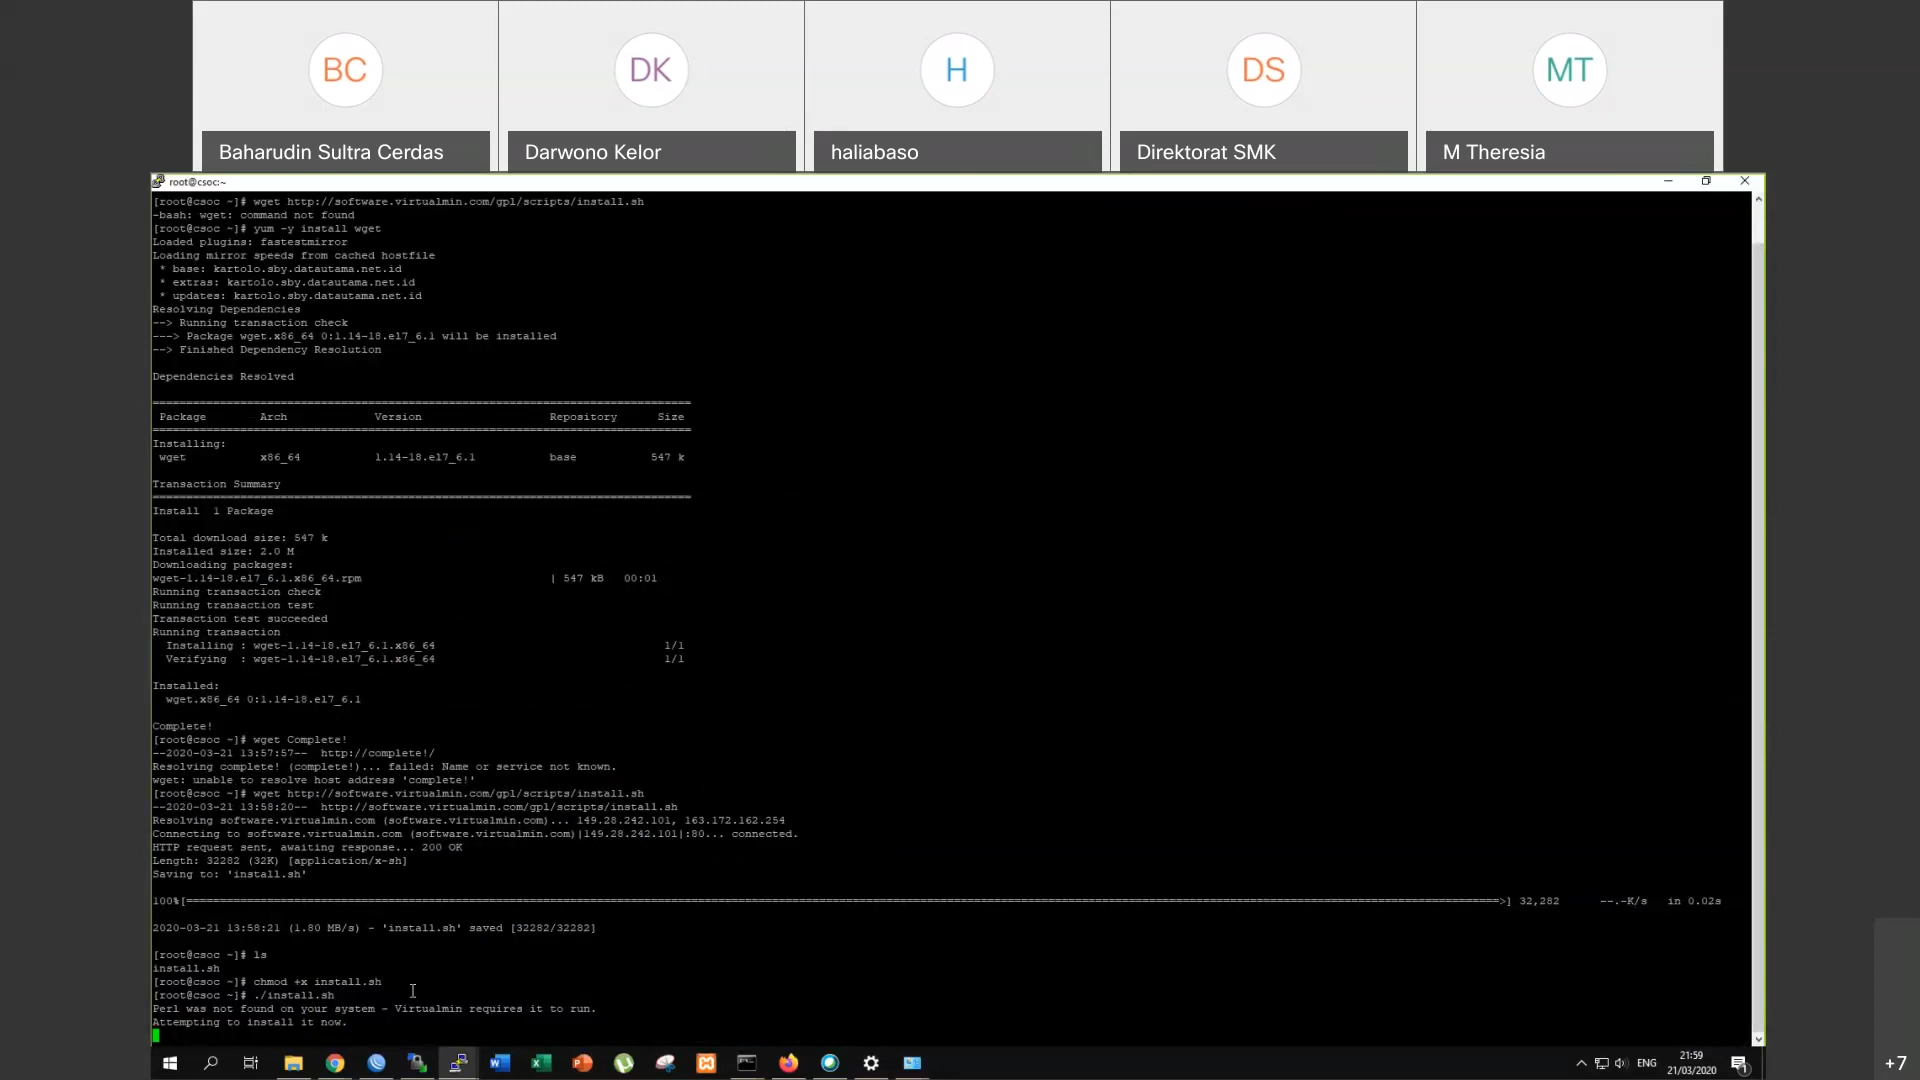 BC
DK
H
DS
MT
Baharudin Sultra Cerdas
Darwono Kelor
haliabaso
Direktorat SMK
M Theresia
root@csoc:~
[root@csoc ~]# wget http://software.virtualmin.com/gpl/scripts/install.sh
-bash: wget: command not found
[root@csoc ~]# yum -y install wget
Loaded plugins: fastestmirror
Loading mirror speeds from cached hostfile
* base: kartolo.sby.datautama.net.id
* extras: kartolo.sby.datautama.net.id
* updates: kartolo.sby.datautama.net.id
Resolving Dependencies
--> Running transaction check
---> Package wget.x86_64 0:1.14-18.el7_6.1 will be installed
--> Finished Dependency Resolution
Dependencies Resolved
================================================================================
Package Arch Version Repository Size
================================================================================
Installing:
wget x86_64 1.14-18.el7_6.1 base 547 k
Transaction Summary
================================================================================
Install 1 Package
Total download size: 547 k
Installed size: 2.0 M
Downloading packages:
wget-1.14-18.el7_6.1.x86_64.rpm | 547 kB 00:01
Running transaction check
Running transaction test
Transaction test succeeded
Running transaction
Installing : wget-1.14-18.el7_6.1.x86_64 1/1
Verifying : wget-1.14-18.el7_6.1.x86_64 1/1
Installed:
wget.x86_64 0:1.14-18.el7_6.1
Complete!
[root@csoc ~]# wget Complete!
--2020-03-21 13:57:57-- http://complete!/
Resolving complete! (complete!)... failed: Name or service not known.
wget: unable to resolve host address 'complete!'
[root@csoc ~]# wget http://software.virtualmin.com/gpl/scripts/install.sh
--2020-03-21 13:58:20-- http://software.virtualmin.com/gpl/scripts/install.sh
Resolving software.virtualmin.com (software.virtualmin.com)... 149.28.242.101, 163.172.162.254
Connecting to software.virtualmin.com (software.virtualmin.com)|149.28.242.101|:80... connected.
HTTP request sent, awaiting response... 200 OK
Length: 32282 (32K) [application/x-sh]
Saving to: 'install.sh'
100%[==============================================================================>] 32,282 --.-K/s in 0.02s
2020-03-21 13:58:21 (1.80 MB/s) - 'install.sh' saved [32282/32282]
[root@csoc ~]# ls
install.sh
[root@csoc ~]# chmod +x install.sh
[root@csoc ~]# ./install.sh
Perl was not found on your system - Virtualmin requires it to run.
Attempting to install it now.
ENG
21:59
21/03/2020
1
+7